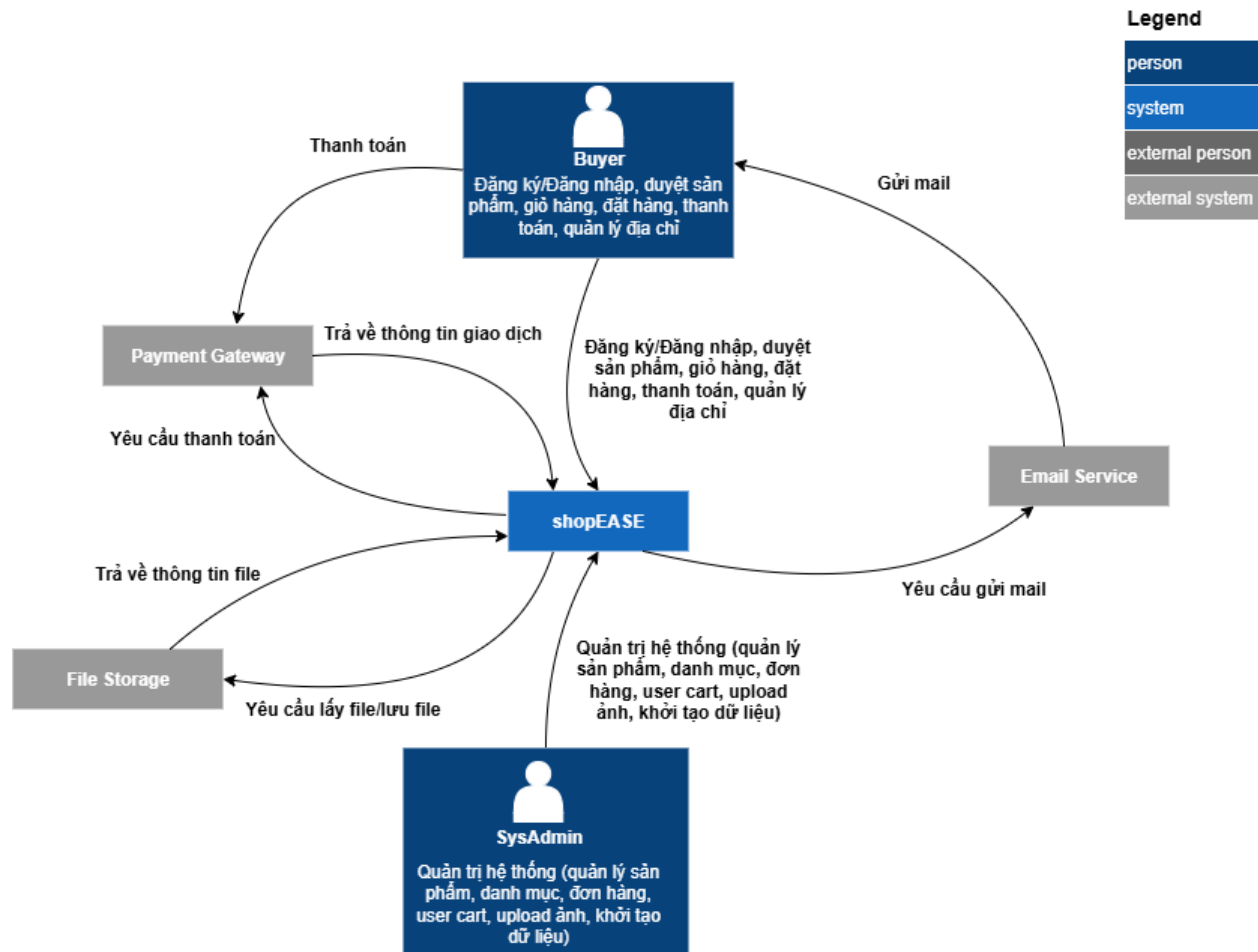 Legend
person
system
external person
external system
Buyer
Đăng ký/Đăng nhập, duyệt sản
phẩm, giỏ hàng, đặt hàng, thanh
toán, quản lý địa chỉ
Thanh toán
Gửi mail
Payment Gateway
Trả về thông tin giao dịch
Đăng ký/Đăng nhập, duyệt
sản phẩm, giỏ hàng, đặt
hàng, thanh toán, quản lý
địa chỉ
Yêu cầu thanh toán
Email Service
shopEASE
Trả về thông tin file
Yêu cầu gửi mail
File Storage
Yêu cầu lấy file/lưu file
Quản trị hệ thống (quản lý
sản phẩm, danh mục, đơn
hàng, user cart, upload
ảnh, khởi tạo dữ liệu)
SysAdmin
Quản trị hệ thống (quản lý sản
phẩm, danh mục, đơn hàng,
user cart, upload ảnh, khởi tạo
dữ liệu)